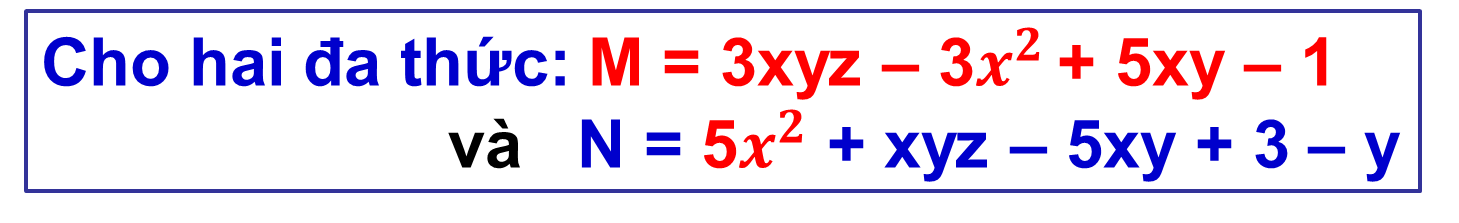 Cho hai đa thức: M = 3xyz – 3𝑥² + 5xy – 1
và N = 5𝑥² + xyz – 5xy + 3 – y